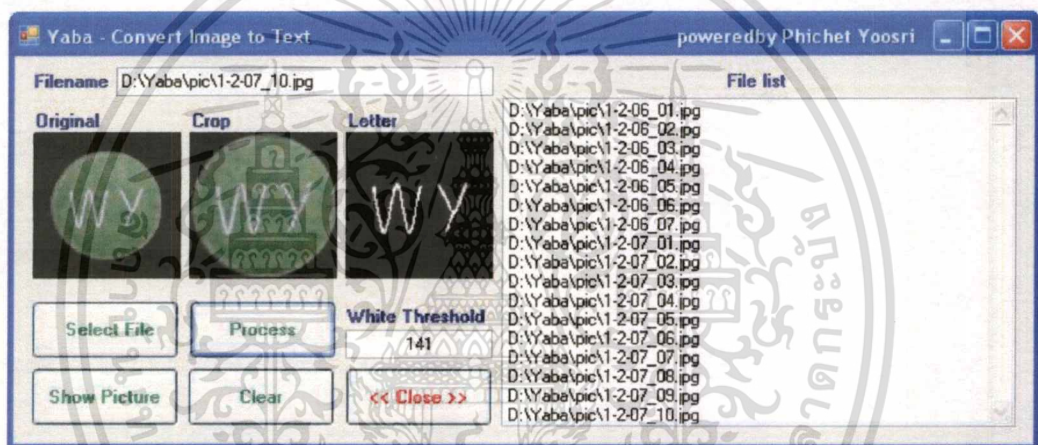 Yaba - Convert Image to Text
poweredby Phichet Yoosri
Filename D:\Yaba\pic\1-2-07_10.jpg
Original Crop Letter
WY WY WY
Select File Process White Threshold
141
Show Picture Clear << Close >>
File list
D:\Yaba\pic\1-2-06_01.jpg
D:\Yaba\pic\1-2-06_02.jpg
D:\Yaba\pic\1-2-06_03.jpg
D:\Yaba\pic\1-2-06_04.jpg
D:\Yaba\pic\1-2-06_05.jpg
D:\Yaba\pic\1-2-06_06.jpg
D:\Yaba\pic\1-2-06_07.jpg
D:\Yaba\pic\1-2-07_01.jpg
D:\Yaba\pic\1-2-07_02.jpg
D:\Yaba\pic\1-2-07_03.jpg
D:\Yaba\pic\1-2-07_04.jpg
D:\Yaba\pic\1-2-07_05.jpg
D:\Yaba\pic\1-2-07_06.jpg
D:\Yaba\pic\1-2-07_07.jpg
D:\Yaba\pic\1-2-07_08.jpg
D:\Yaba\pic\1-2-07_09.jpg
D:\Yaba\pic\1-2-07_10.jpg